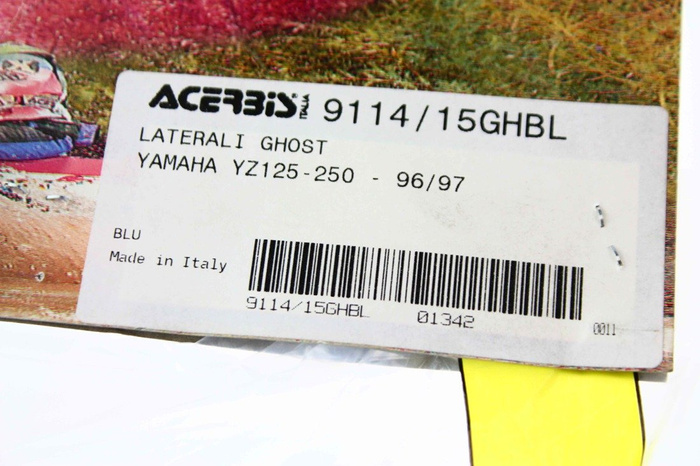 ACERBIS ITALIA 9114/15GHBL
LATERALI GHOST
YAMAHA YZ125-250 - 96/97
BLU
Made in Italy
9114/15GHBL 01342
0011